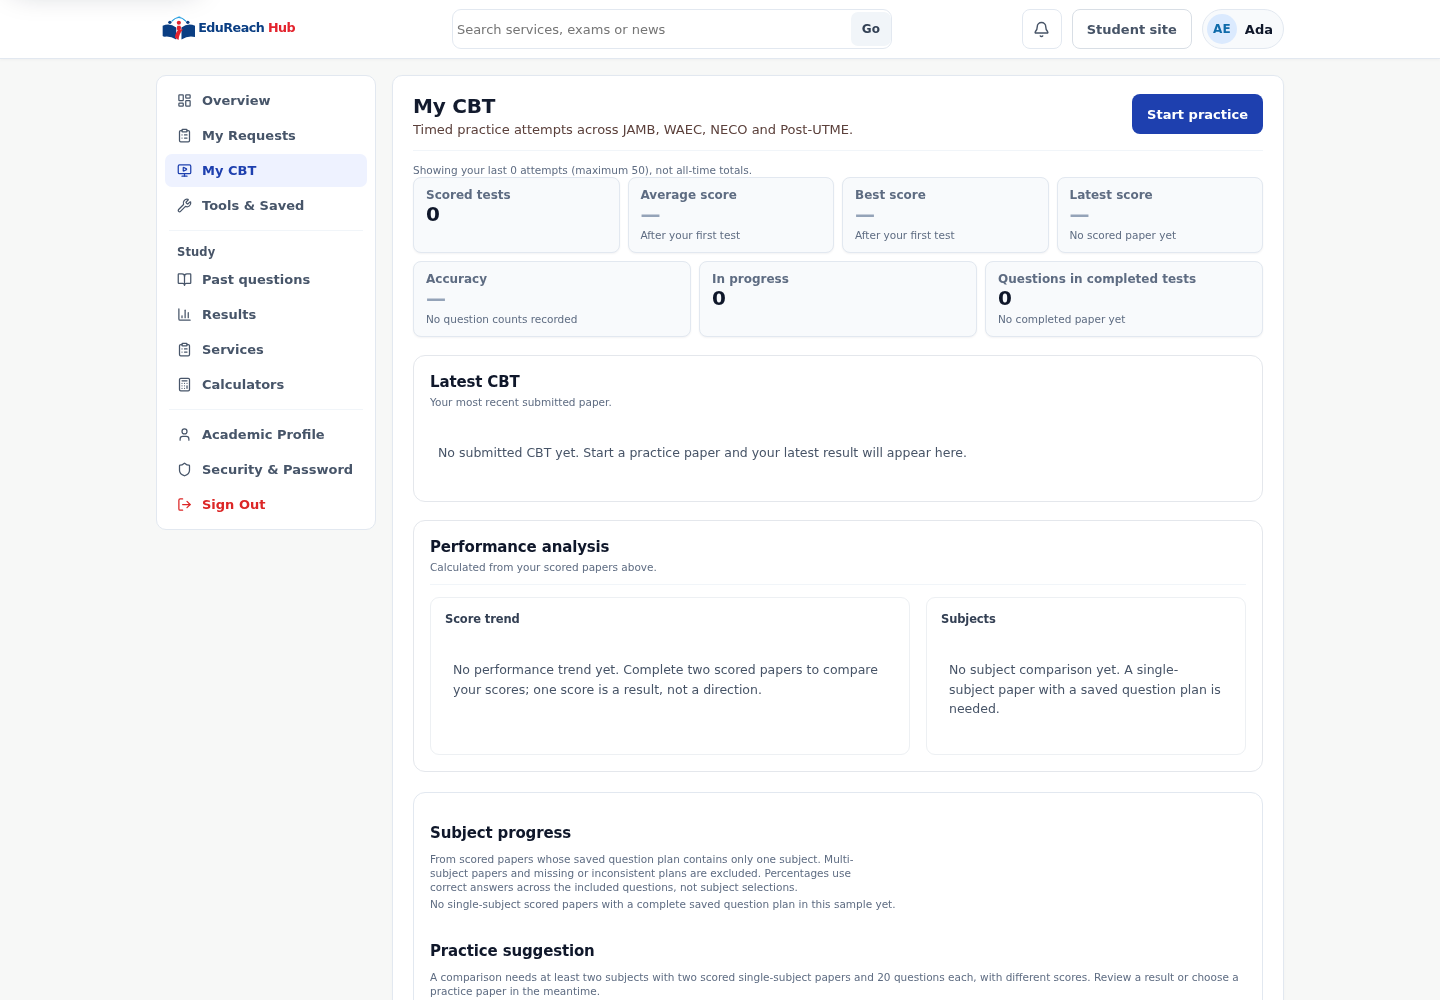 EduReach Hub
Search services, exams or news
Go
Student site
AE
Ada
Overview
My Requests
My CBT
Tools & Saved
Study
Past questions
Results
Services
Calculators
Academic Profile
Security & Password
Sign Out
My CBT
Timed practice attempts across JAMB, WAEC, NECO and Post-UTME.
Start practice
Showing your last 0 attempts (maximum 50), not all-time totals.
Scored tests
0
Average score
—
After your first test
Best score
—
After your first test
Latest score
—
No scored paper yet
Accuracy
—
No question counts recorded
In progress
0
Questions in completed tests
0
No completed paper yet
Latest CBT
Your most recent submitted paper.
No submitted CBT yet. Start a practice paper and your latest result will appear here.
Performance analysis
Calculated from your scored papers above.
Score trend
No performance trend yet. Complete two scored papers to compare
your scores; one score is a result, not a direction.
Subjects
No subject comparison yet. A single-
subject paper with a saved question plan is
needed.
Subject progress
From scored papers whose saved question plan contains only one subject. Multi-
subject papers and missing or inconsistent plans are excluded. Percentages use
correct answers across the included questions, not subject selections.
No single-subject scored papers with a complete saved question plan in this sample yet.
Practice suggestion
A comparison needs at least two subjects with two scored single-subject papers and 20 questions each, with different scores. Review a result or choose a
practice paper in the meantime.